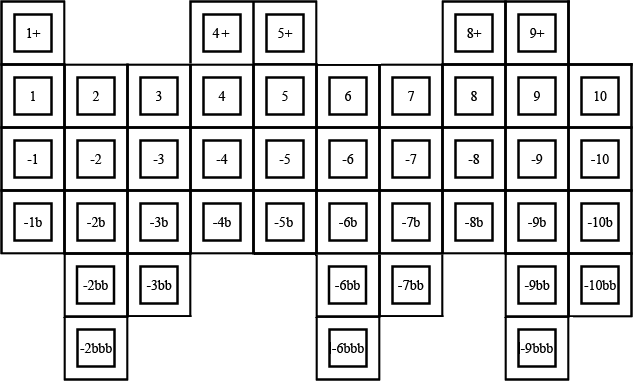 1+ 4+ 5+ 8+ 9+
1 2 3 4 5 6 7 8 9 10
-1 -2 -3 -4 -5 -6 -7 -8 -9 -10
-1b -2b -3b -4b -5b -6b -7b -8b -9b -10b
-2bb -3bb -6bb -7bb -9bb -10bb
-2bbb -6bbb -9bbb